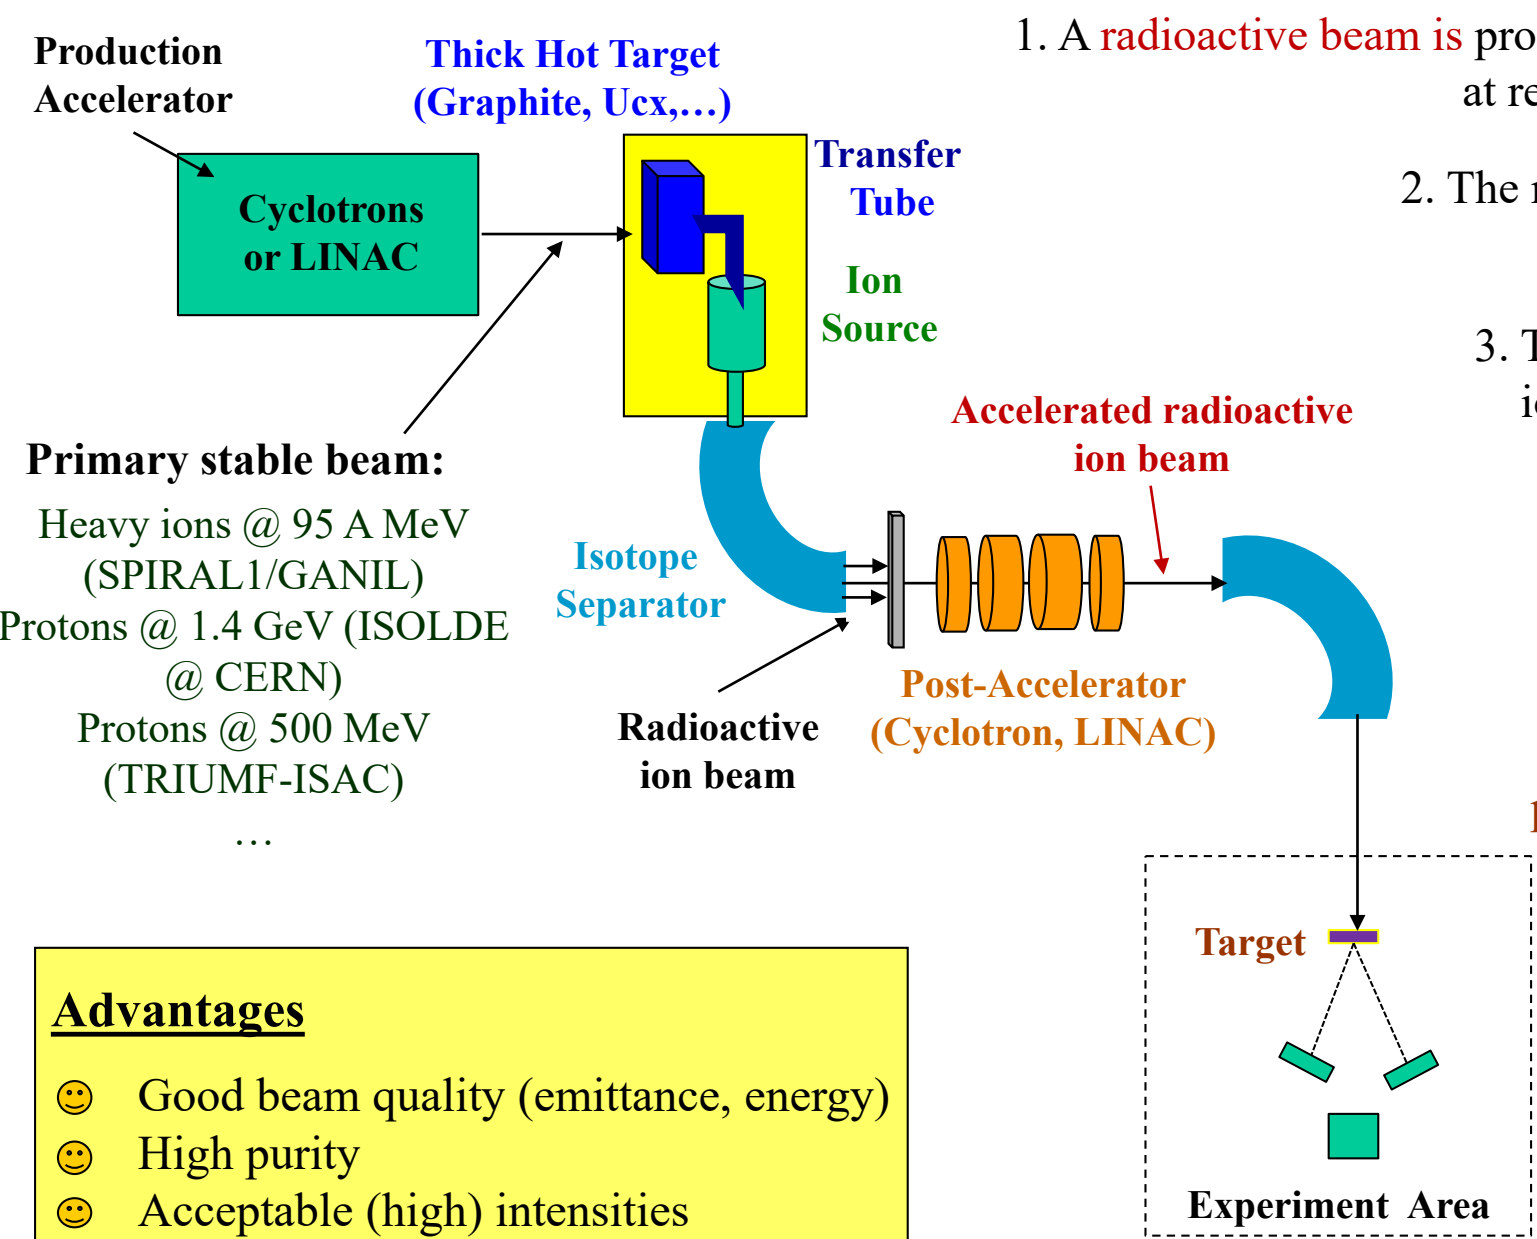 Production
Accelerator
Thick Hot Target
(Graphite, Ucx,…)
Cyclotrons
or LINAC
Transfer
Tube
Ion
Source
Primary stable beam:
Heavy ions @ 95 A MeV
(SPIRAL1/GANIL)
Protons @ 1.4 GeV (ISOLDE
@ CERN)
Protons @ 500 MeV
(TRIUMF-ISAC)
…
Isotope
Separator
Radioactive
ion beam
Accelerated radioactive
ion beam
Post-Accelerator
(Cyclotron, LINAC)
1. A radioactive beam is
at
2. The
3.
Target
Experiment Area
Advantages
Good beam quality (emittance, energy)
High purity
Acceptable (high) intensities